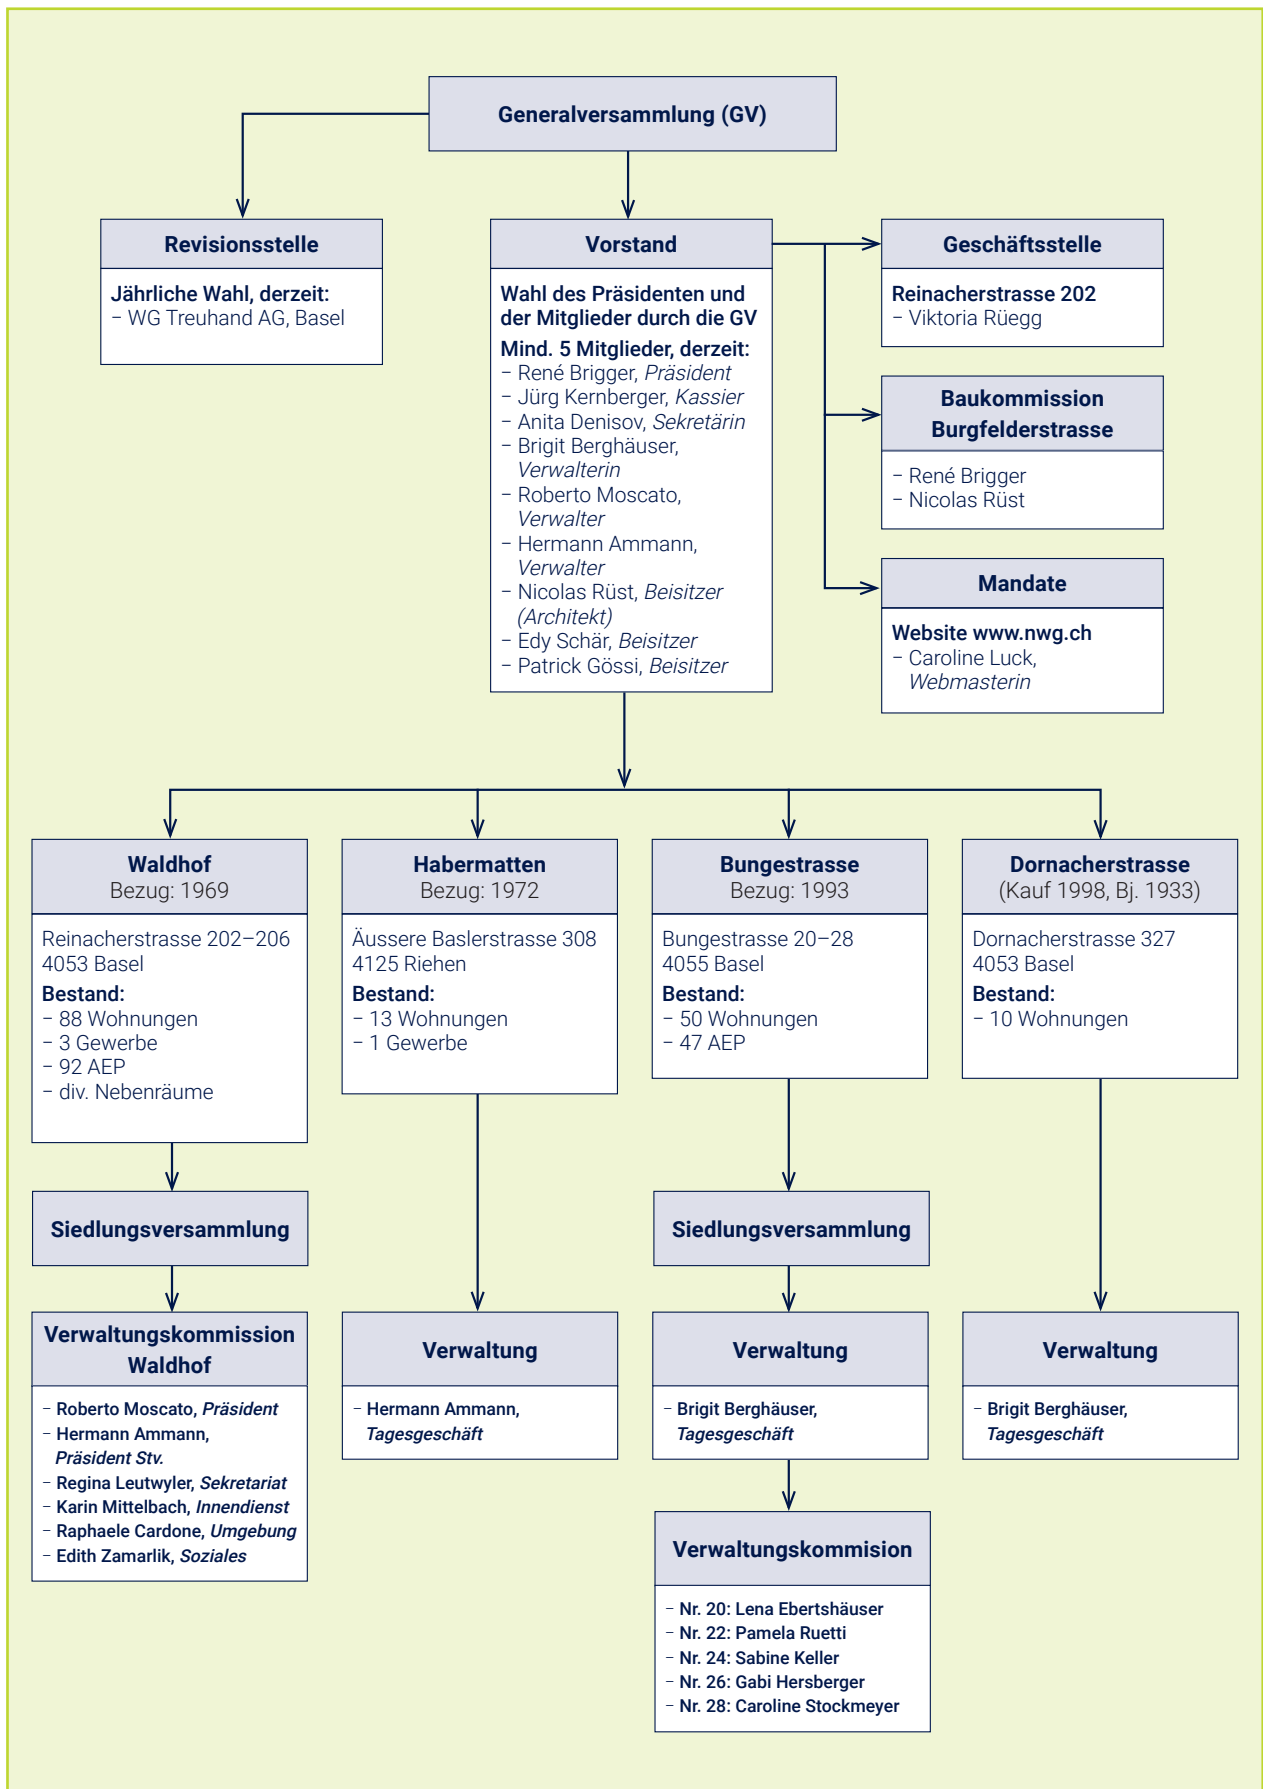 Generalversammlung (GV)
Revisionsstelle
Jährliche Wahl, derzeit:
– WG Treuhand AG, Basel
Vorstand
Wahl des Präsidenten und
der Mitglieder durch die GV
Mind. 5 Mitglieder, derzeit:
– René Brigger, Präsident
– Jürg Kernberger, Kassier
– Anita Denisov, Sekretärin
– Brigit Berghäuser,
Verwalterin
– Roberto Moscato,
Verwalter
– Hermann Ammann,
Verwalter
– Nicolas Rüst, Beisitzer
(Architekt)
– Edy Schär, Beisitzer
– Patrick Gössi, Beisitzer
Geschäftsstelle
Reinacherstrasse 202
– Viktoria Rüegg
Baukommission
Burgfelderstrasse
– René Brigger
– Nicolas Rüst
Mandate
Website www.nwg.ch
– Caroline Luck,
Webmasterin
Waldhof
Bezug: 1969
Reinacherstrasse 202–206
4053 Basel
Bestand:
– 88 Wohnungen
– 3 Gewerbe
– 92 AEP
– div. Nebenräume
Habermatten
Bezug: 1972
Äussere Baslerstrasse 308
4125 Riehen
Bestand:
– 13 Wohnungen
– 1 Gewerbe
Bungestrasse
Bezug: 1993
Bungestrasse 20–28
4055 Basel
Bestand:
– 50 Wohnungen
– 47 AEP
Dornacherstrasse
(Kauf 1998, Bj. 1933)
Dornacherstrasse 327
4053 Basel
Bestand:
– 10 Wohnungen
Siedlungsversammlung
Siedlungsversammlung
Verwaltungskommission
Waldhof
– Roberto Moscato, Präsident
– Hermann Ammann,
Präsident Stv.
– Regina Leutwyler, Sekretariat
– Karin Mittelbach, Innendienst
– Raphaele Cardone, Umgebung
– Edith Zamarlik, Soziales
Verwaltung
– Hermann Ammann,
Tagesgeschäft
Verwaltung
– Brigit Berghäuser,
Tagesgeschäft
Verwaltung
– Brigit Berghäuser,
Tagesgeschäft
Verwaltungskommision
– Nr. 20: Lena Ebertshäuser
– Nr. 22: Pamela Ruetti
– Nr. 24: Sabine Keller
– Nr. 26: Gabi Hersberger
– Nr. 28: Caroline Stockmeyer